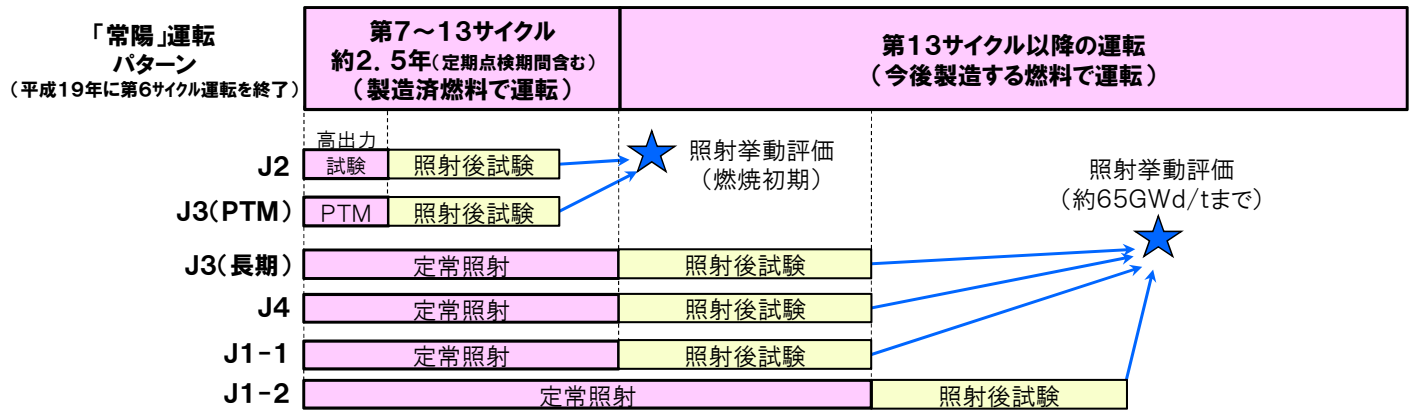 「常陽」運転
パターン
（平成19年に第6サイクル運転を終了）
第7～13サイクル
約2.5年(定期点検期間含む)
（製造済燃料で運転）
第13サイクル以降の運転
（今後製造する燃料で運転）
J2
高出力
試験
照射後試験
照射挙動評価
（燃焼初期）
照射挙動評価
（約65GWd/tまで）
J3(PTM)
PTM
照射後試験
J3(長期)
定常照射
照射後試験
J4
定常照射
照射後試験
J1-1
定常照射
照射後試験
J1-2
定常照射
照射後試験